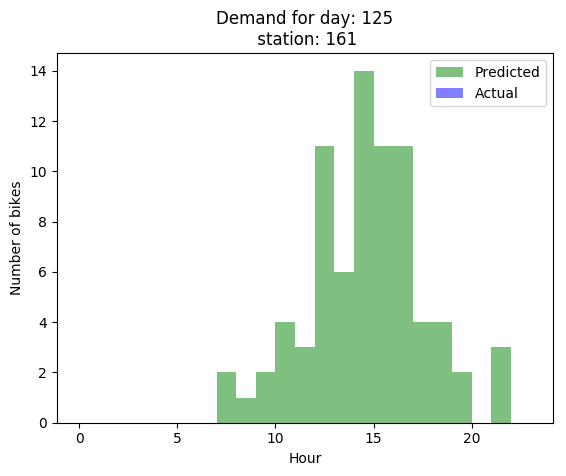 Demand for day: 125
station: 161
Predicted
Actual
Number of bikes
14
12
10
8
6
4
2
0
0 5 10 15 20
Hour